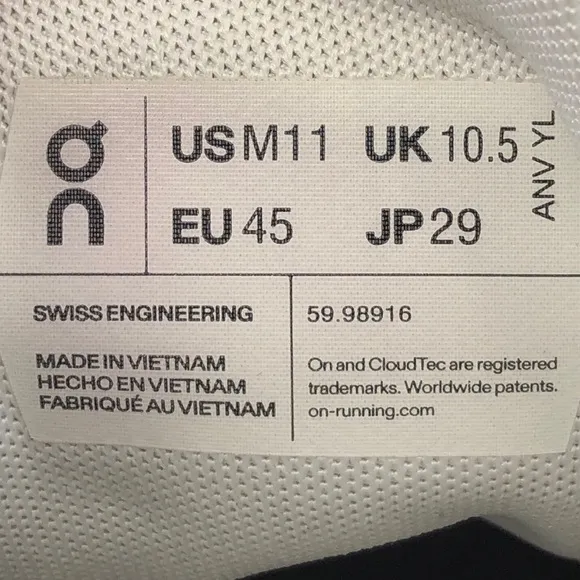 On
US M11 UK 10.5
EU 45 JP 29
ANV YL
SWISS ENGINEERING
59.98916
MADE IN VIETNAM
HECHO EN VIETNAM
FABRIQUÉ AU VIETNAM
On and CloudTec are registered
trademarks. Worldwide patents.
on-running.com